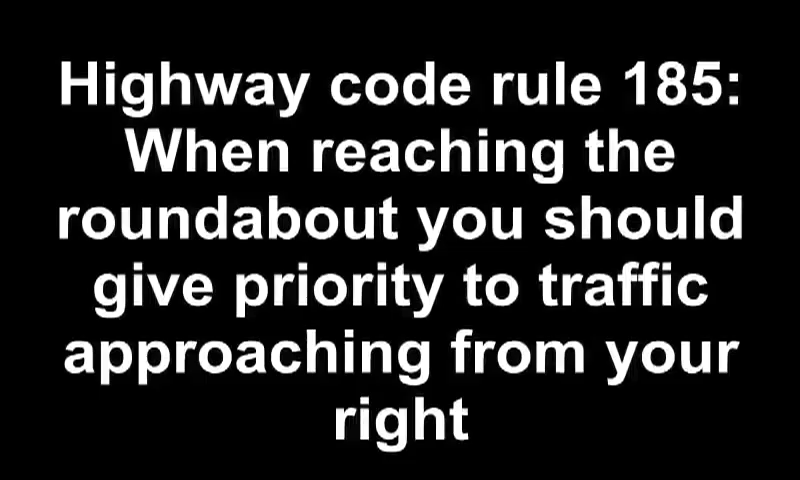 Highway code rule 185:
When reaching the
roundabout you should
give priority to traffic
approaching from your
right